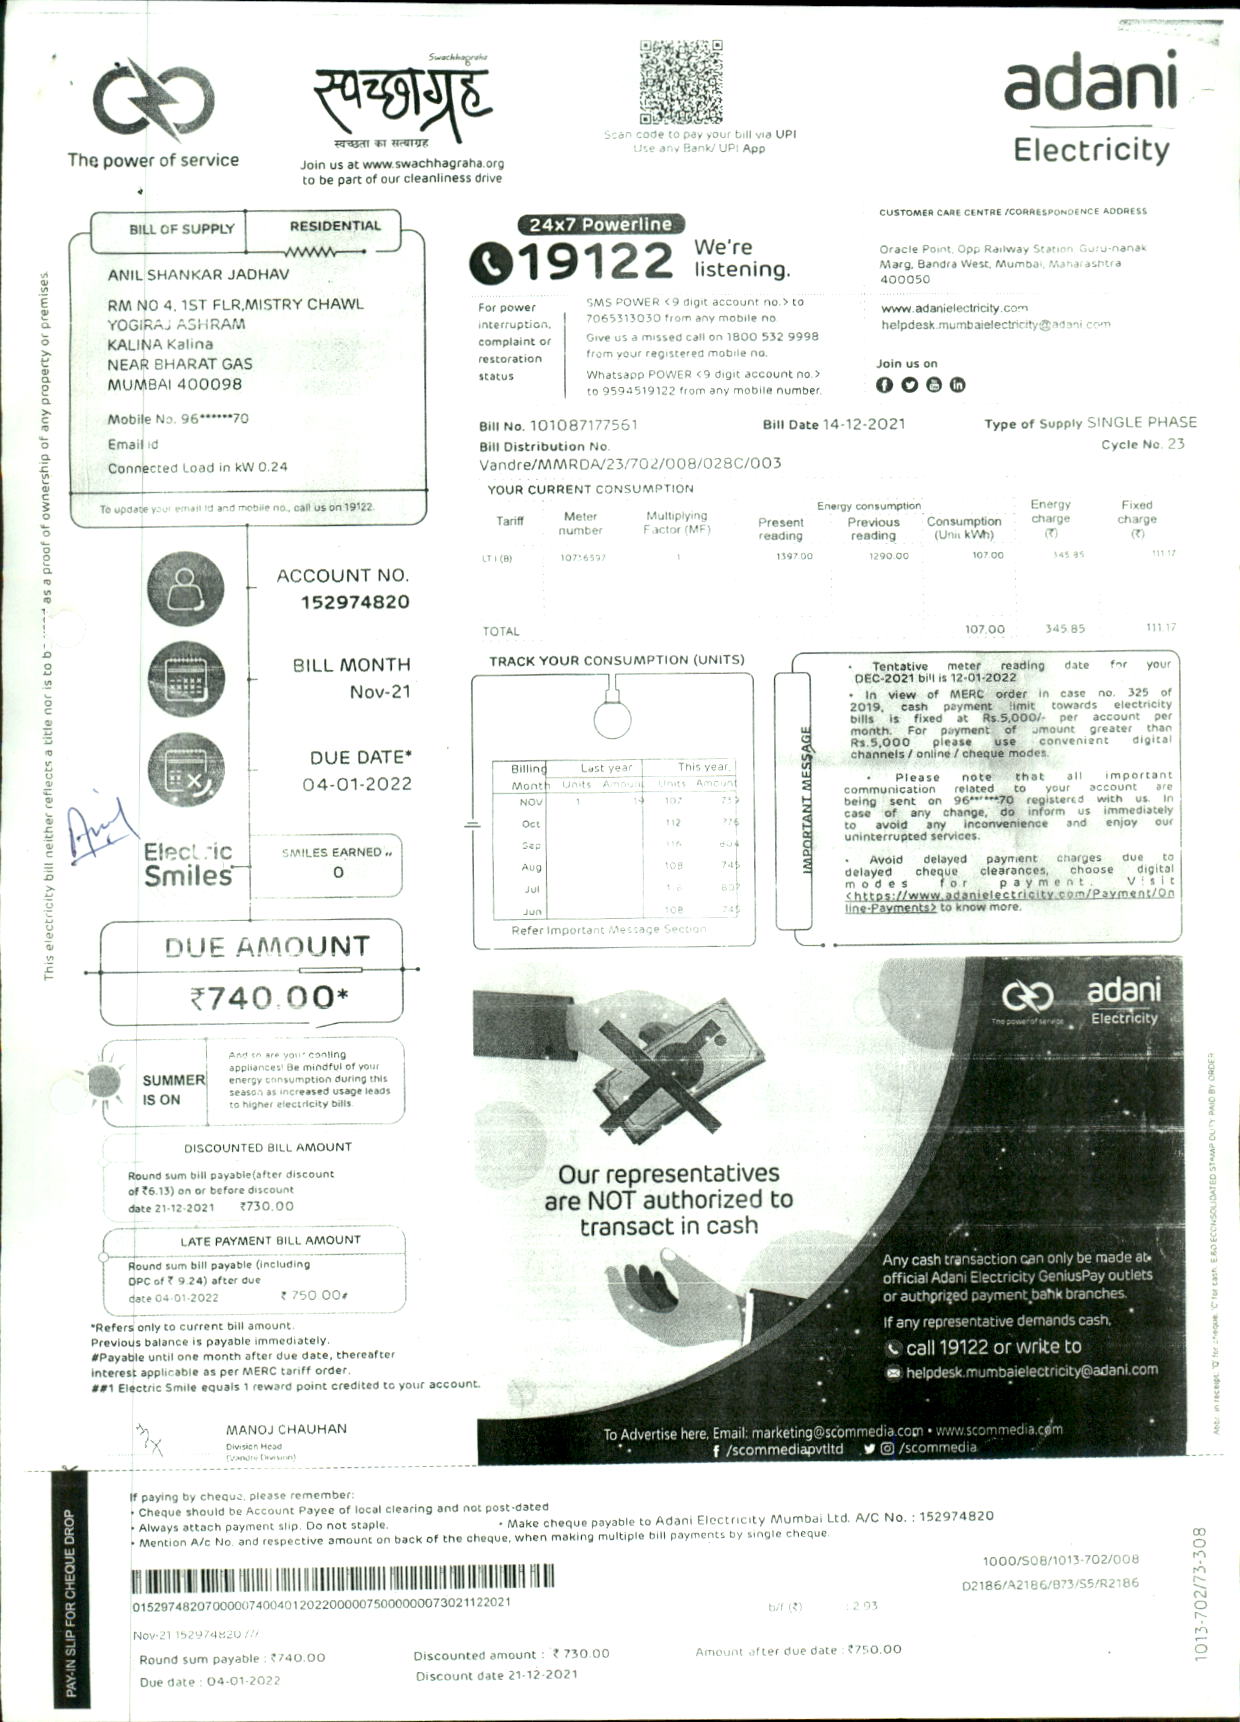 The power of service
Swachhagraha
स्वच्छाग्रह
स्वच्छता का सत्याग्रह
Join us at www.swachhagraha.org
to be part of our cleanliness drive
Scan code to pay your bill via UPI
Use any Bank/ UPI App
adani
Electricity
BILL OF SUPPLY
RESIDENTIAL
ANIL SHANKAR JADHAV
RM NO 4, 1ST FLR,MISTRY CHAWL
YOGIRAJ ASHRAM
KALINA Kalina
NEAR BHARAT GAS
MUMBAI 400098
Mobile No. 96******70
Email id
Connected Load in kW 0.24
To update your email id and mobile no., call us on 19122.
24x7 Powerline
19122 We're
listening.
For power
interruption,
complaint or
restoration
status
SMS POWER <9 digit account no.> to
7065313030 from any mobile no.
Give us a missed call on 1800 532 9998
from your registered mobile no.
Whatsapp POWER <9 digit account no.>
to 9594519122 from any mobile number.
CUSTOMER CARE CENTRE /CORRESPONDENCE ADDRESS
Oracle Point, Opp Railway Station, Guru-nanak
Marg, Bandra West, Mumbai, Maharashtra
400050
www.adanielectricity.com
helpdesk.mumbaielectricity@adani.com
Join us on
Bill No. 101087177561
Bill Date 14-12-2021
Type of Supply SINGLE PHASE
Cycle No. 23
Bill Distribution No.
Vandre/MMRDA/23/702/008/028C/003
YOUR CURRENT CONSUMPTION
Tariff
Meter number
Multiplying Factor (MF)
Energy consumption
Present reading
Previous reading
Consumption (Unit kWh)
Energy charge (₹)
Fixed charge (₹)
LT I (B) 1 1397.00 1290.00 107.00 345.85 111.17
TOTAL 107.00 345.85 111.17
This electricity bill neither reflects a title nor is to be as a proof of ownership of any property or premises.
ACCOUNT NO.
152974820
BILL MONTH
Nov-21
DUE DATE*
04-01-2022
Electric
Smiles
SMILES EARNED
0
DUE AMOUNT
₹740.00*
TRACK YOUR CONSUMPTION (UNITS)
Billing Last year This year
Month Units Amount Units Amount
NOV 1 107
Oct 112
Sep
Aug 108
Jul
Jun 108
Refer Important Message Section
IMPORTANT MESSAGE
• Tentative meter reading date for your
DEC-2021 bill is 12-01-2022
• In view of MERC order in case no. 325 of
2019, cash payment limit towards electricity
bills is fixed at Rs.5,000/- per account per
month. For payment of amount greater than
Rs.5,000 please use convenient digital
channels / online / cheque modes.
• Please note that all important
communication related to your account are
being sent on 96******70 registered with us. In
case of any change, do inform us immediately
to avoid any inconvenience and enjoy our
uninterrupted services.
• Avoid delayed payment charges due to
delayed cheque clearances, choose digital
modes for payment. Visit
<https://www.adanielectricity.com/Payment/On
line-Payments> to know more.
SUMMER
IS ON
And so are your cooling
appliances! Be mindful of your
energy consumption during this
season as increased usage leads
to higher electricity bills.
DISCOUNTED BILL AMOUNT
Round sum bill payable(after discount
of ₹6.13) on or before discount
date 21-12-2021 ₹730.00
LATE PAYMENT BILL AMOUNT
Round sum bill payable (including
DPC of ₹ 9.24) after due
date 04-01-2022 ₹ 750.00#
*Refers only to current bill amount.
Previous balance is payable immediately.
#Payable until one month after due date, thereafter
interest applicable as per MERC tariff order.
##1 Electric Smile equals 1 reward point credited to your account.
MANOJ CHAUHAN
Division Head
(Vandre Division)
adani
Electricity
The power of service
Our representatives
are NOT authorized to
transact in cash
Any cash transaction can only be made at
official Adani Electricity GeniusPay outlets
or authorized payment bank branches.
If any representative demands cash,
call 19122 or write to
helpdesk.mumbaielectricity@adani.com
To Advertise here, Email: marketing@scommedia.com • www.scommedia.com
/scommediapvtltd /scommedia
Abbr. in receipt: 'Q' for cheque, 'C' for cash. E.&O.E CONSOLIDATED STAMP DUTY PAID BY ORDER
PAY-IN SLIP FOR CHEQUE DROP
If paying by cheque, please remember:
• Cheque should be Account Payee of local clearing and not post-dated
• Always attach payment slip. Do not staple.
• Make cheque payable to Adani Electricity Mumbai Ltd. A/C No. : 152974820
• Mention A/c No. and respective amount on back of the cheque, when making multiple bill payments by single cheque.
1000/S08/1013-702/008
D2186/A2186/B73/S5/R2186
b/f (₹) :2.93
Nov-21 152974820 ///
Round sum payable : ₹740.00
Discounted amount : ₹ 730.00
Amount after due date : ₹750.00
Due date : 04-01-2022
Discount date 21-12-2021
1013-702/73-308